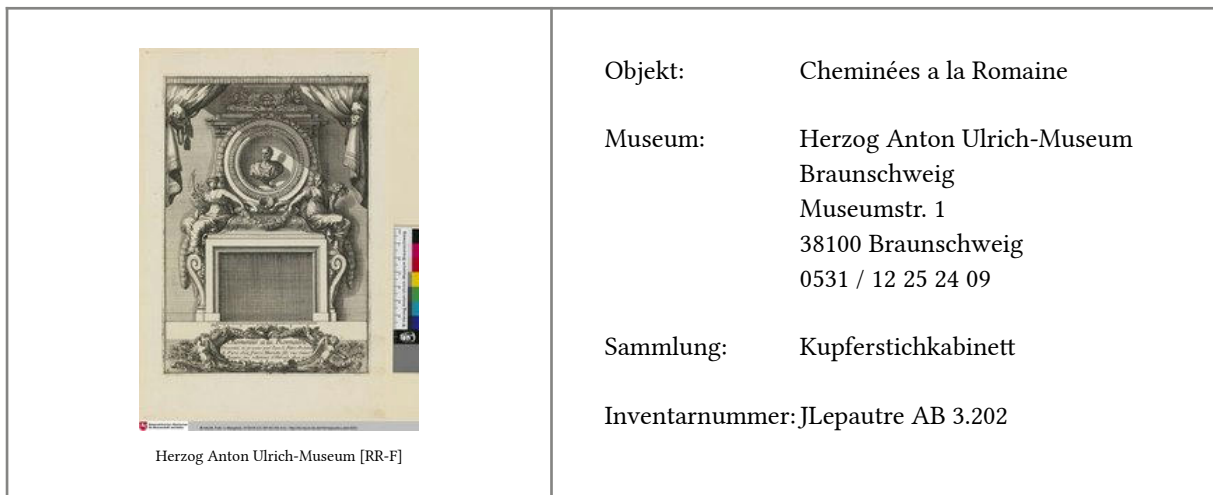 Herzog Anton Ulrich-Museum [RR-F]
Objekt: Cheminées a la Romaine
Museum: Herzog Anton Ulrich-Museum
Braunschweig
Museumstr. 1
38100 Braunschweig
0531 / 12 25 24 09
Sammlung: Kupferstichkabinett
Inventarnummer: JLepautre AB 3.202